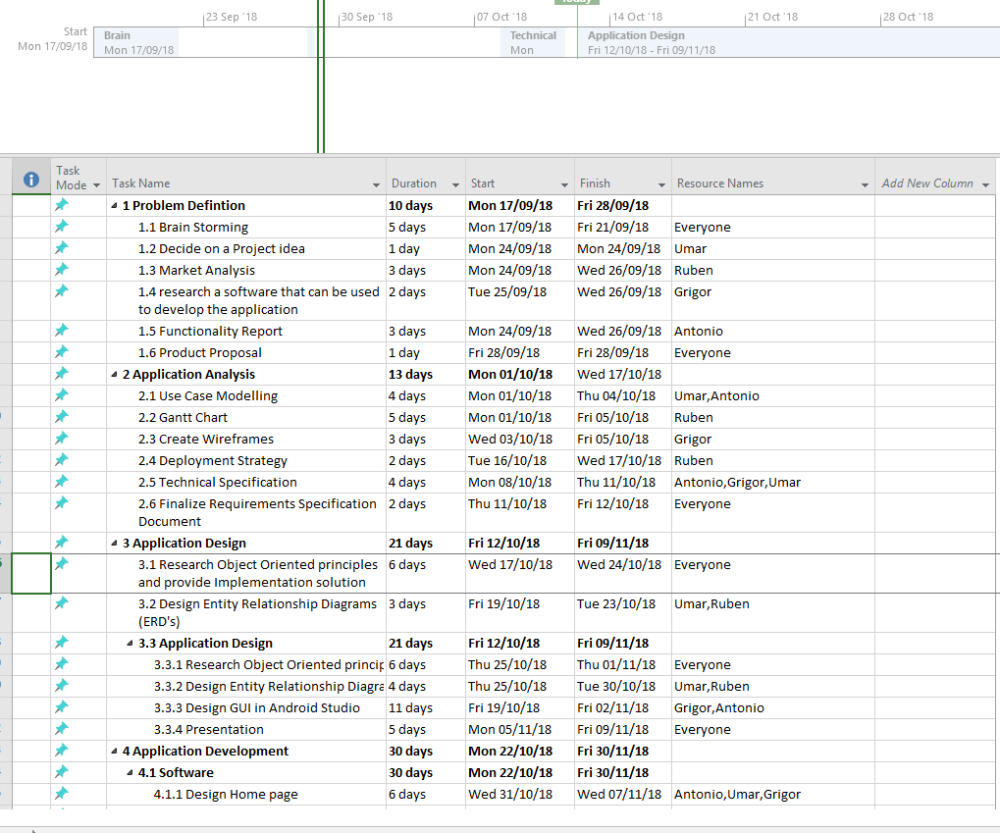 Today
23 Sep '18 30 Sep '18 07 Oct '18 14 Oct '18 21 Oct '18 28 Oct '18
Start
Mon 17/09/18
Brain
Mon 17/09/18
Technical
Mon
Application Design
Fri 12/10/18 - Fri 09/11/18
Task Mode Task Name Duration Start Finish Resource Names Add New Column
1 Problem Defintion 10 days Mon 17/09/18 Fri 28/09/18
1.1 Brain Storming 5 days Mon 17/09/18 Fri 21/09/18 Everyone
1.2 Decide on a Project idea 1 day Mon 24/09/18 Mon 24/09/18 Umar
1.3 Market Analysis 3 days Mon 24/09/18 Wed 26/09/18 Ruben
1.4 research a software that can be used 2 days Tue 25/09/18 Wed 26/09/18 Grigor
to develop the application
1.5 Functionality Report 3 days Mon 24/09/18 Wed 26/09/18 Antonio
1.6 Product Proposal 1 day Fri 28/09/18 Fri 28/09/18 Everyone
2 Application Analysis 13 days Mon 01/10/18 Wed 17/10/18
2.1 Use Case Modelling 4 days Mon 01/10/18 Thu 04/10/18 Umar,Antonio
2.2 Gantt Chart 5 days Mon 01/10/18 Fri 05/10/18 Ruben
2.3 Create Wireframes 3 days Wed 03/10/18 Fri 05/10/18 Grigor
2.4 Deployment Strategy 2 days Tue 16/10/18 Wed 17/10/18 Ruben
2.5 Technical Specification 4 days Mon 08/10/18 Thu 11/10/18 Antonio,Grigor,Umar
2.6 Finalize Requirements Specification 2 days Thu 11/10/18 Fri 12/10/18 Everyone
Document
3 Application Design 21 days Fri 12/10/18 Fri 09/11/18
3.1 Research Object Oriented principles 6 days Wed 17/10/18 Wed 24/10/18 Everyone
and provide Implementation solution
3.2 Design Entity Relationship Diagrams 3 days Fri 19/10/18 Tue 23/10/18 Umar,Ruben
(ERD's)
3.3 Application Design 21 days Fri 12/10/18 Fri 09/11/18
3.3.1 Research Object Oriented princip 6 days Thu 25/10/18 Thu 01/11/18 Everyone
3.3.2 Design Entity Relationship Diagra 4 days Thu 25/10/18 Tue 30/10/18 Umar,Ruben
3.3.3 Design GUI in Android Studio 11 days Fri 19/10/18 Fri 02/11/18 Grigor,Antonio
3.3.4 Presentation 5 days Mon 05/11/18 Fri 09/11/18 Everyone
4 Application Development 30 days Mon 22/10/18 Fri 30/11/18
4.1 Software 30 days Mon 22/10/18 Fri 30/11/18
4.1.1 Design Home page 6 days Wed 31/10/18 Wed 07/11/18 Antonio,Umar,Grigor